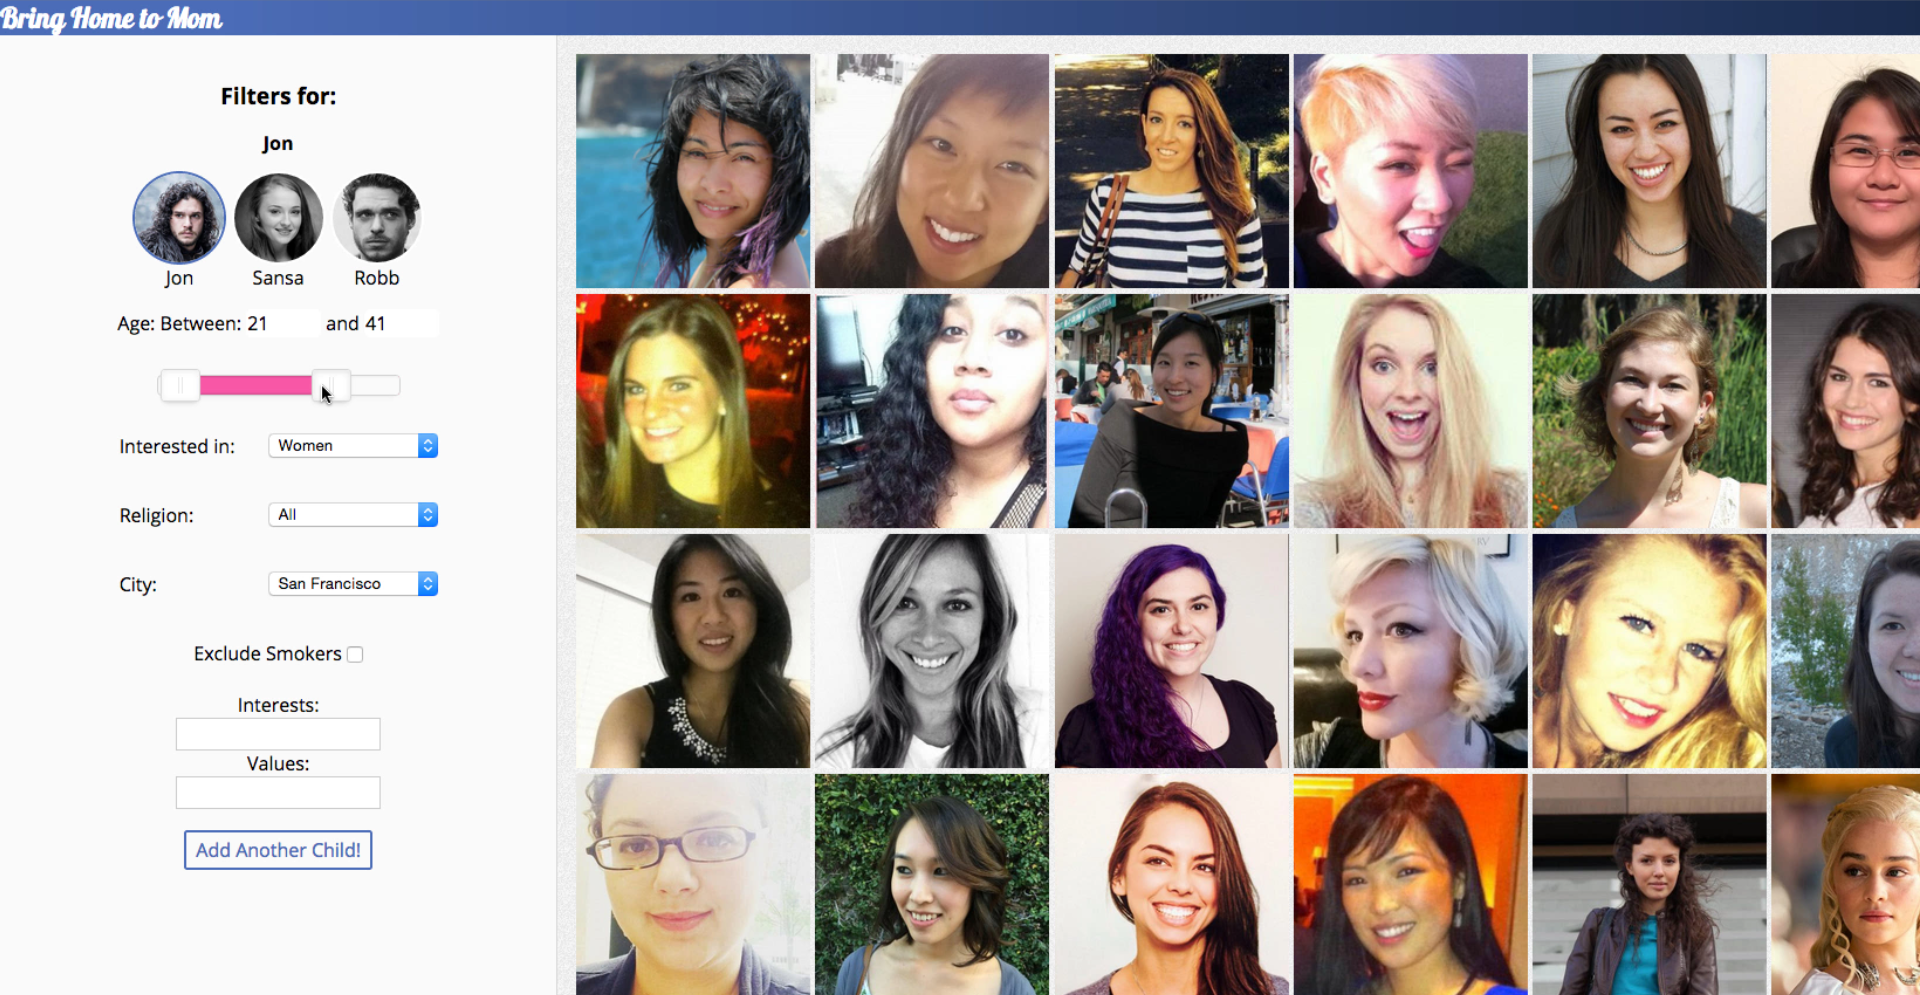 Bring Home to Mom
Filters for:
Jon
Jon Sansa Robb
Age: Between: 21 and 41
Interested in: Women
Religion: All
City: San Francisco
Exclude Smokers
Interests:
Values:
Add Another Child!